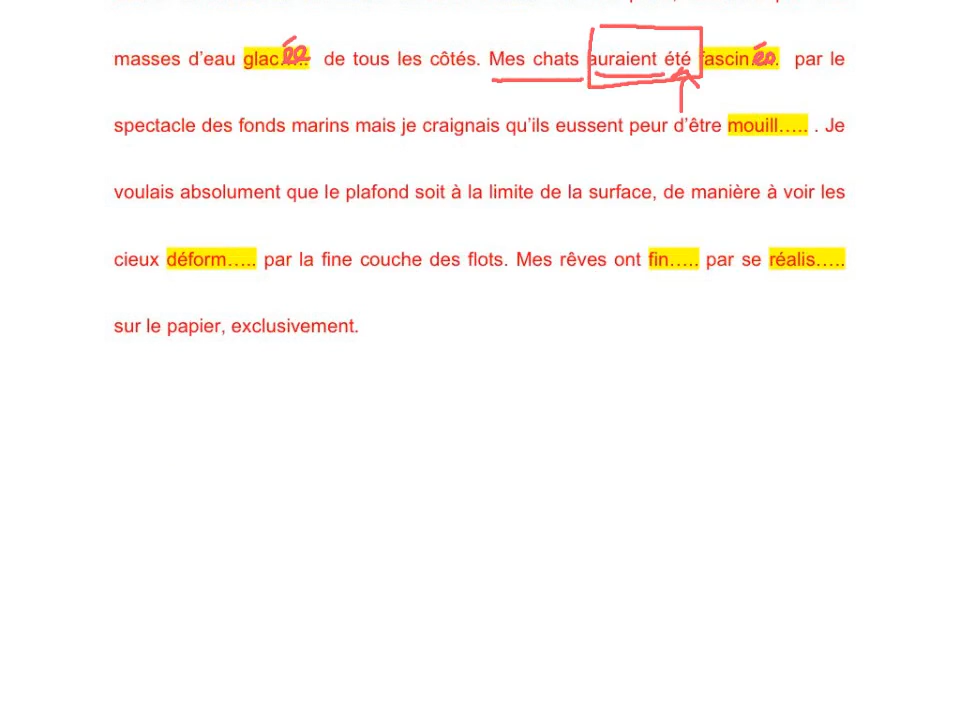 masses d'eau glacée de tous les côtés. Mes chats auraient été fascinés par le
spectacle des fonds marins mais je craignais qu'ils eussent peur d'être mouill….. . Je
voulais absolument que le plafond soit à la limite de la surface, de manière à voir les
cieux déform….. par la fine couche des flots. Mes rêves ont fin….. par se réalis…..
sur le papier, exclusivement.